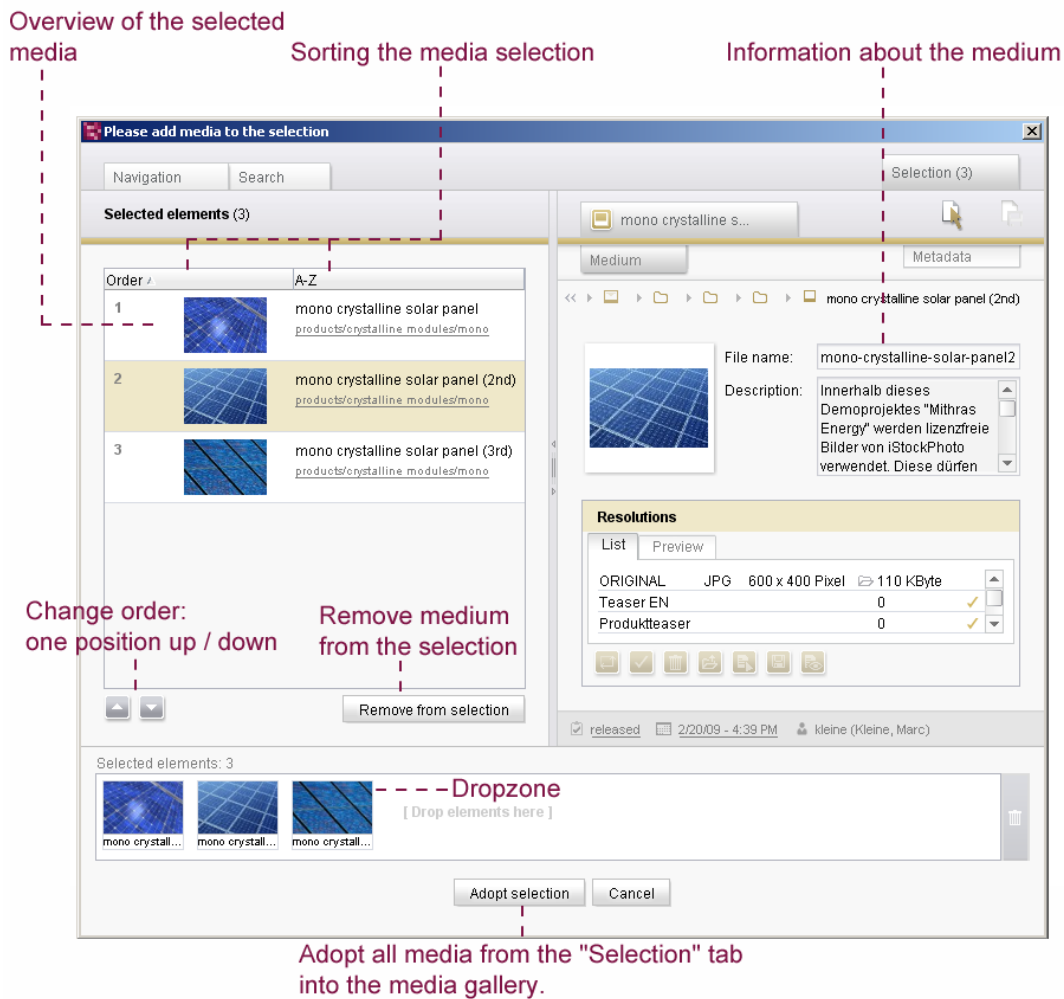 Overview of the selected
media
Sorting the media selection
Information about the medium
Please add media to the selection
Navigation
Search
Selection (3)
Selected elements (3)
mono crystalline s...
Medium
Metadata
Order
A-Z
1
mono crystalline solar panel
products/crystalline modules/mono
2
mono crystalline solar panel (2nd)
products/crystalline modules/mono
3
mono crystalline solar panel (3rd)
products/crystalline modules/mono
mono crystalline solar panel (2nd)
File name:
mono-crystalline-solar-panel2
Description:
Innerhalb dieses
Demoprojektes "Mithras
Energy" werden lizenzfreie
Bilder von iStockPhoto
verwendet. Diese dürfen
Resolutions
List
Preview
ORIGINAL JPG 600 x 400 Pixel 110 KByte
Teaser EN 0
Produktteaser 0
Change order:
one position up / down
Remove medium
from the selection
Remove from selection
released 2/20/09 - 4:39 PM kleine (Kleine, Marc)
Selected elements: 3
mono crystall...
mono crystall...
mono crystall...
Dropzone
[ Drop elements here ]
Adopt selection
Cancel
Adopt all media from the "Selection" tab
into the media gallery.